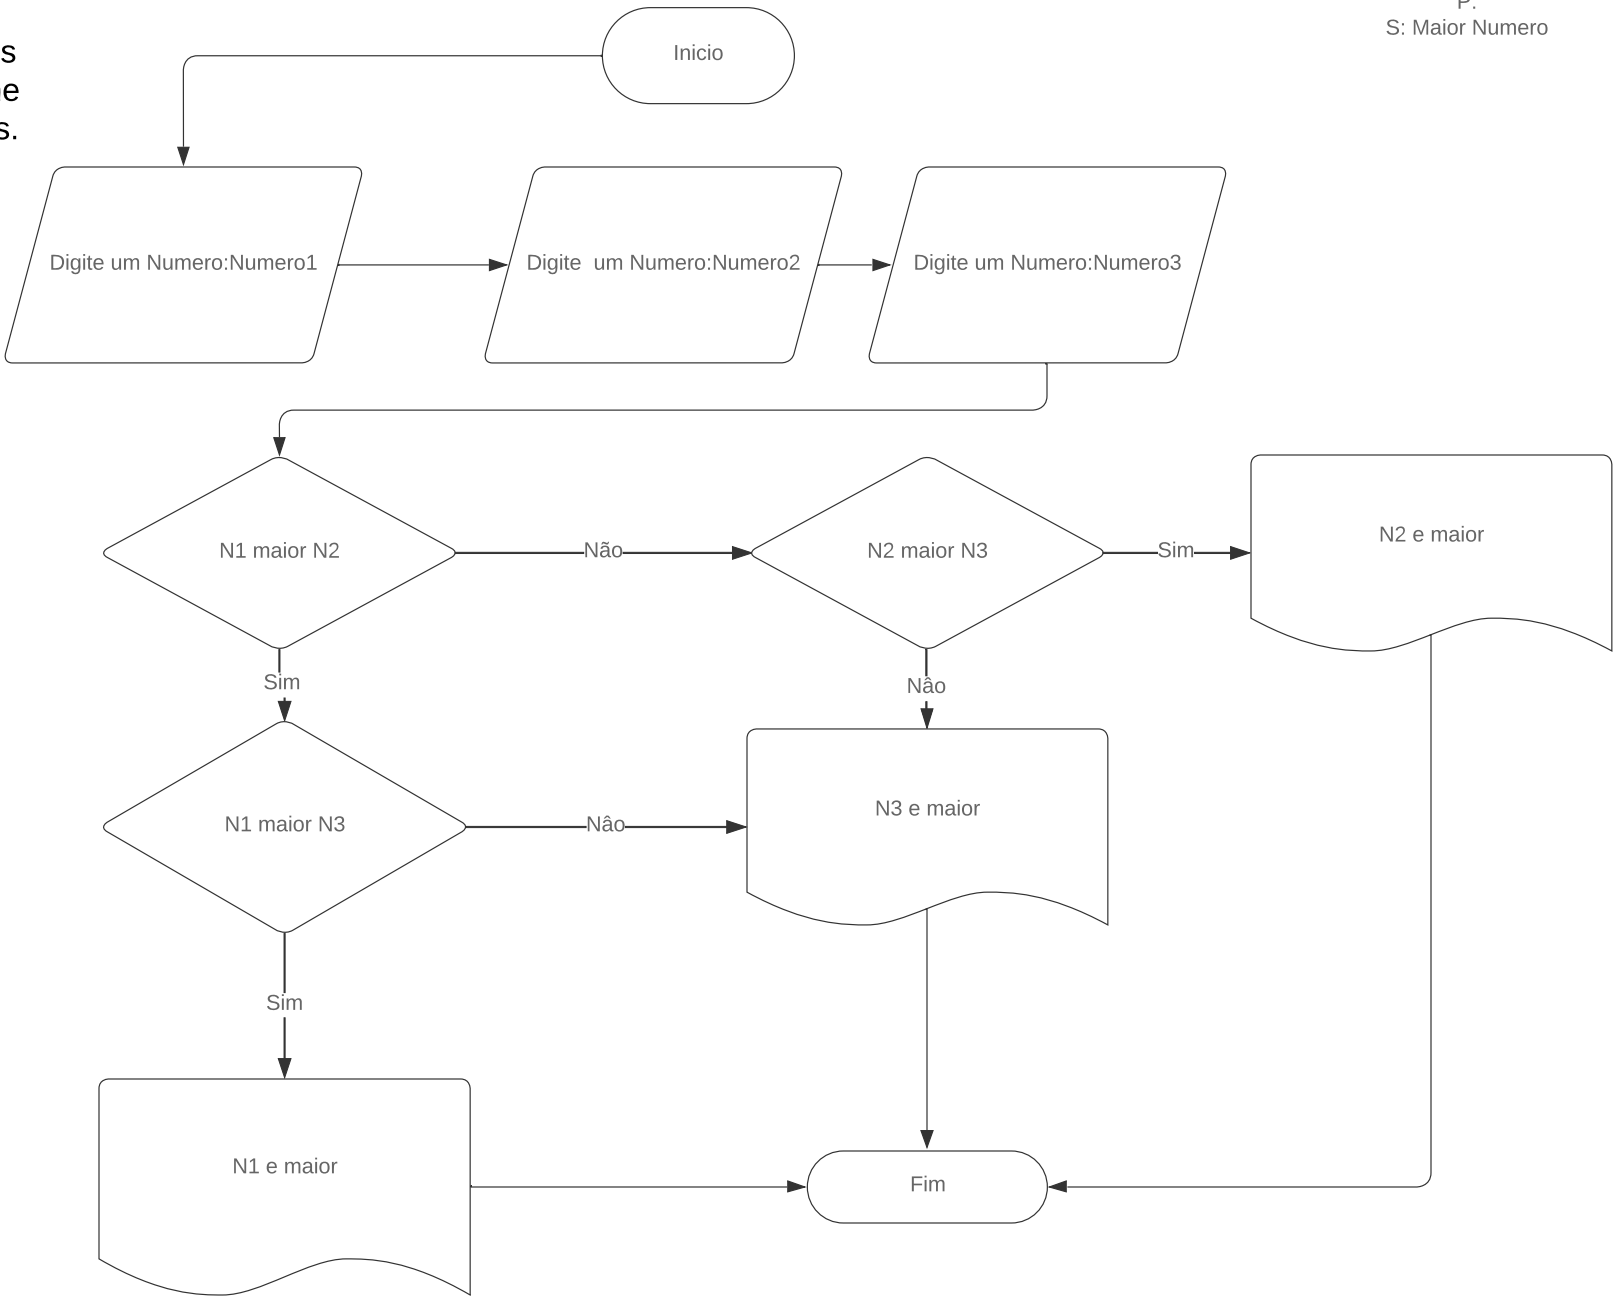 P:
S: Maior Numero
Inicio
Digite um Numero:Numero1
Digite  um Numero:Numero2
Digite um Numero:Numero3
N1 maior N2
Não
N2 maior N3
Sim
N2 e maior
Sim
Nâo
N1 maior N3
Nâo
N3 e maior
Sim
N1 e maior
Fim